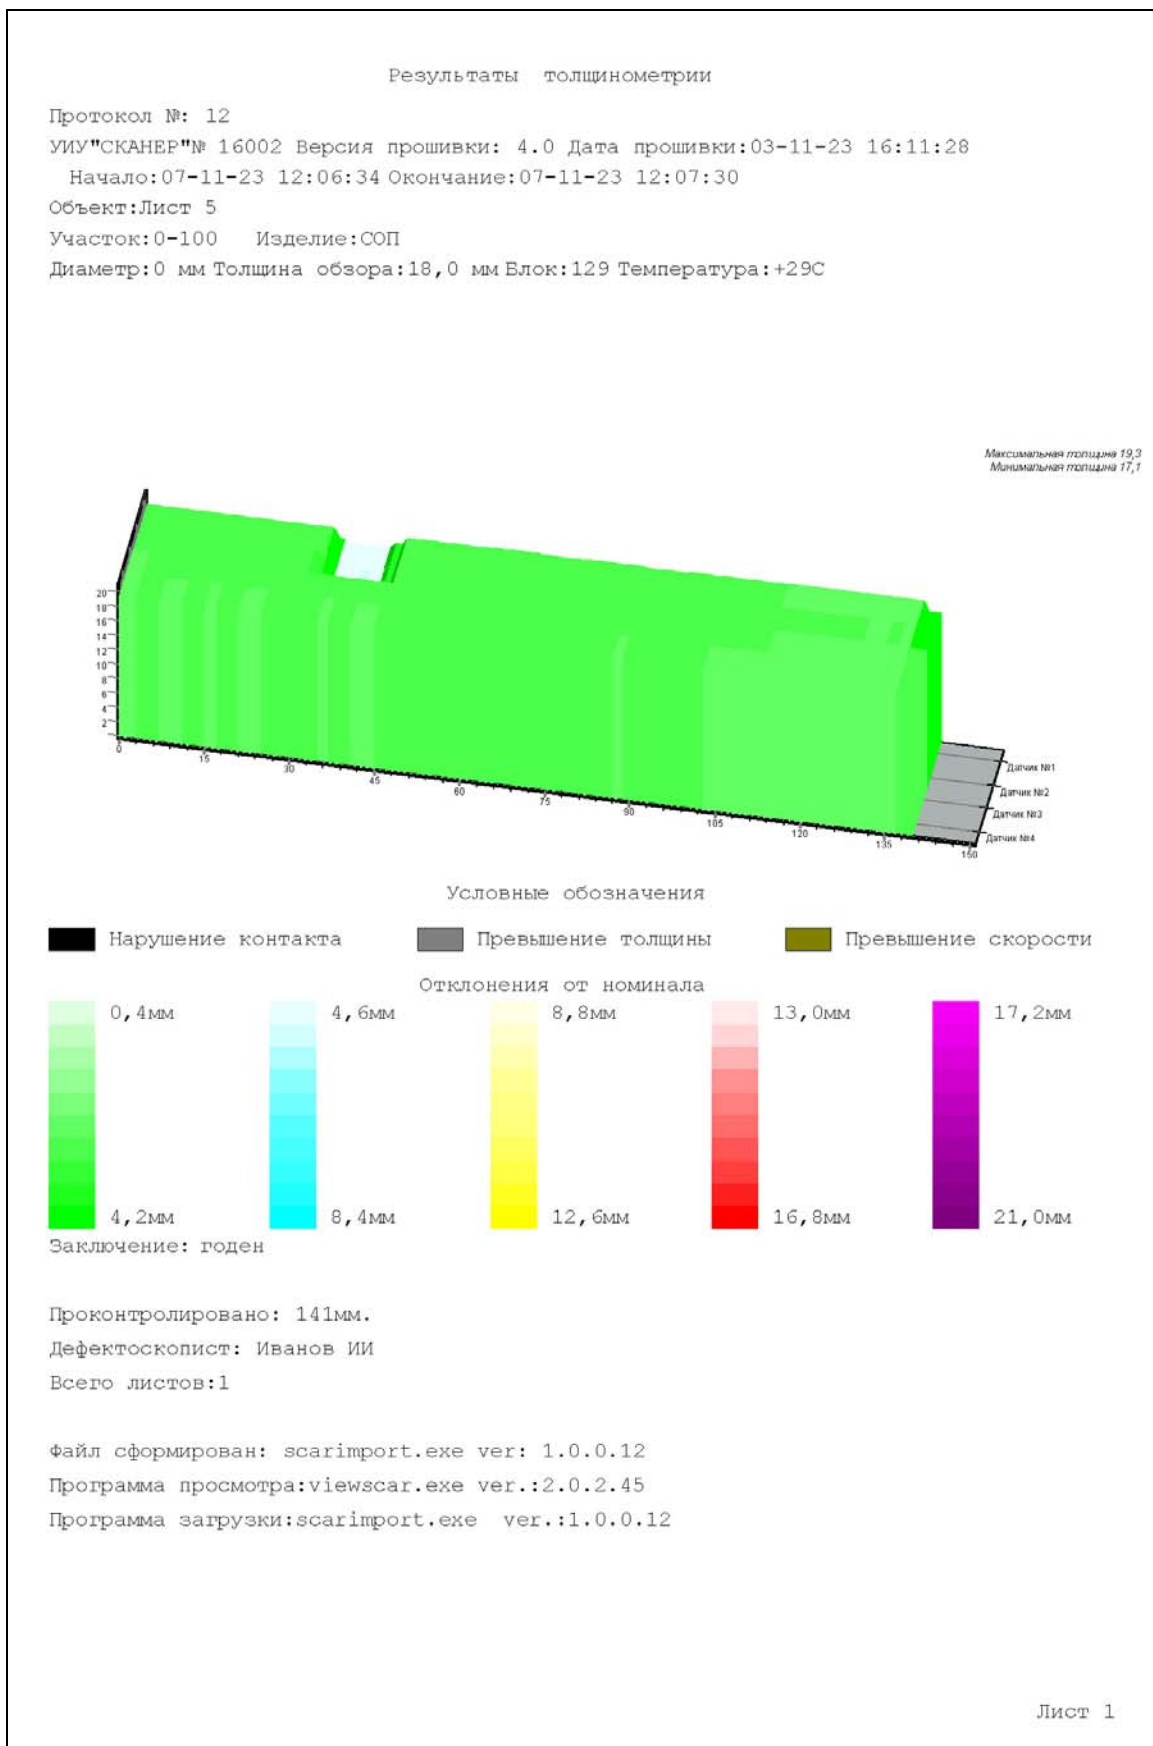 Результаты толщинометрии
Протокол №: 12
УИУ"СКАНЕР"№ 16002 Версия прошивки: 4.0 Дата прошивки:03-11-23 16:11:28
Начало:07-11-23 12:06:34 Окончание:07-11-23 12:07:30
Объект:Лист 5
Участок:0-100 Изделие:СОП
Диаметр:0 мм Толщина обзора:18,0 мм Блок:129 Температура:+29С
Максимальная толщина 19,3
Минимальная толщина 17,1
20
18
16
14
12
10
8
6
4
2
0 15 30 45 60 75 90 105 120 135 150
Датчик №1
Датчик №2
Датчик №3
Датчик №4
Условные обозначения
Нарушение контакта Превышение толщины Превышение скорости
Отклонения от номинала
0,4мм 4,6мм 8,8мм 13,0мм 17,2мм
4,2мм 8,4мм 12,6мм 16,8мм 21,0мм
Заключение: годен
Проконтролировано: 141мм.
Дефектоскопист: Иванов ИИ
Всего листов:1
Файл сформирован: scarimport.exe ver: 1.0.0.12
Программа просмотра:viewscar.exe ver.:2.0.2.45
Программа загрузки:scarimport.exe ver.:1.0.0.12
Лист 1